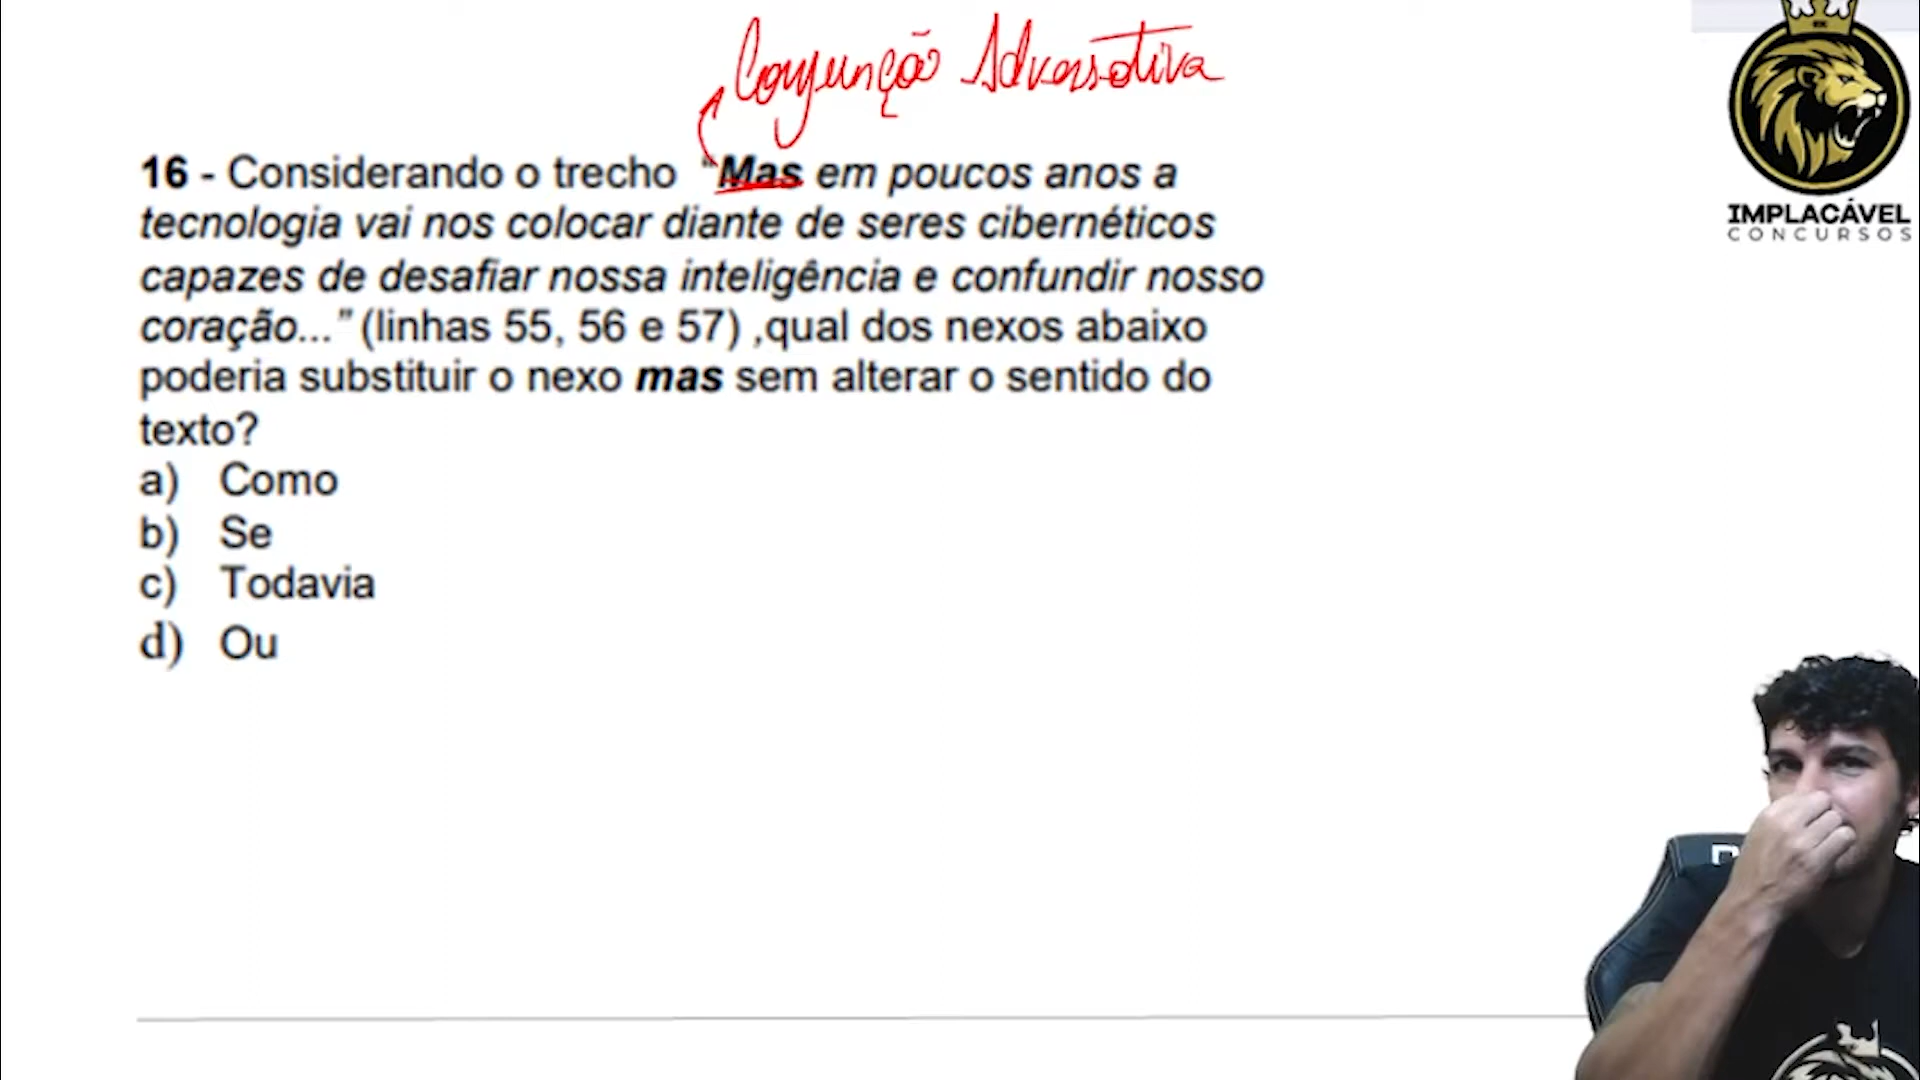 Conjunção Adversativa
16 - Considerando o trecho “Mas em poucos anos a
tecnologia vai nos colocar diante de seres cibernéticos
capazes de desafiar nossa inteligência e confundir nosso
coração...” (linhas 55, 56 e 57) ,qual dos nexos abaixo
poderia substituir o nexo mas sem alterar o sentido do
texto?
a) Como
b) Se
c) Todavia
d) Ou
IMPLACÁVEL
CONCURSOS